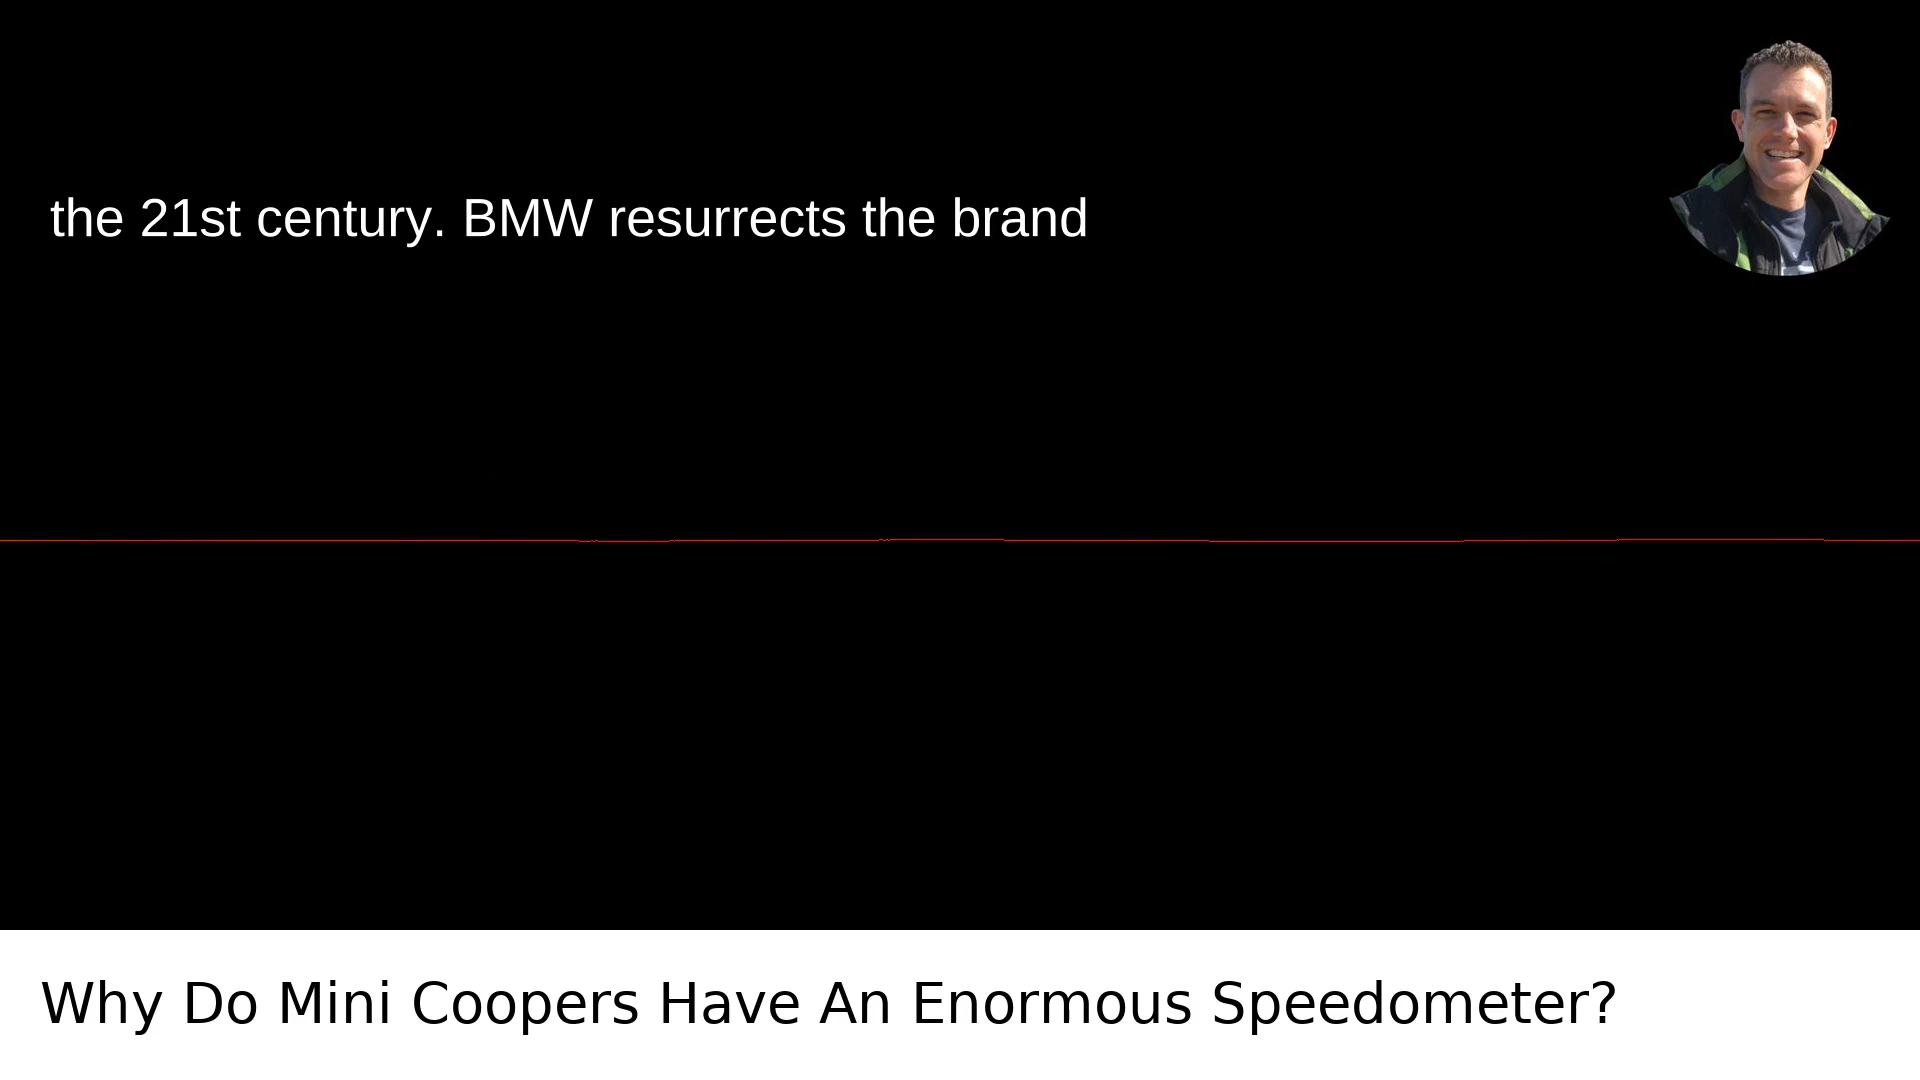 the 21st century. BMW resurrects the brand
Why Do Mini Coopers Have An Enormous Speedometer?